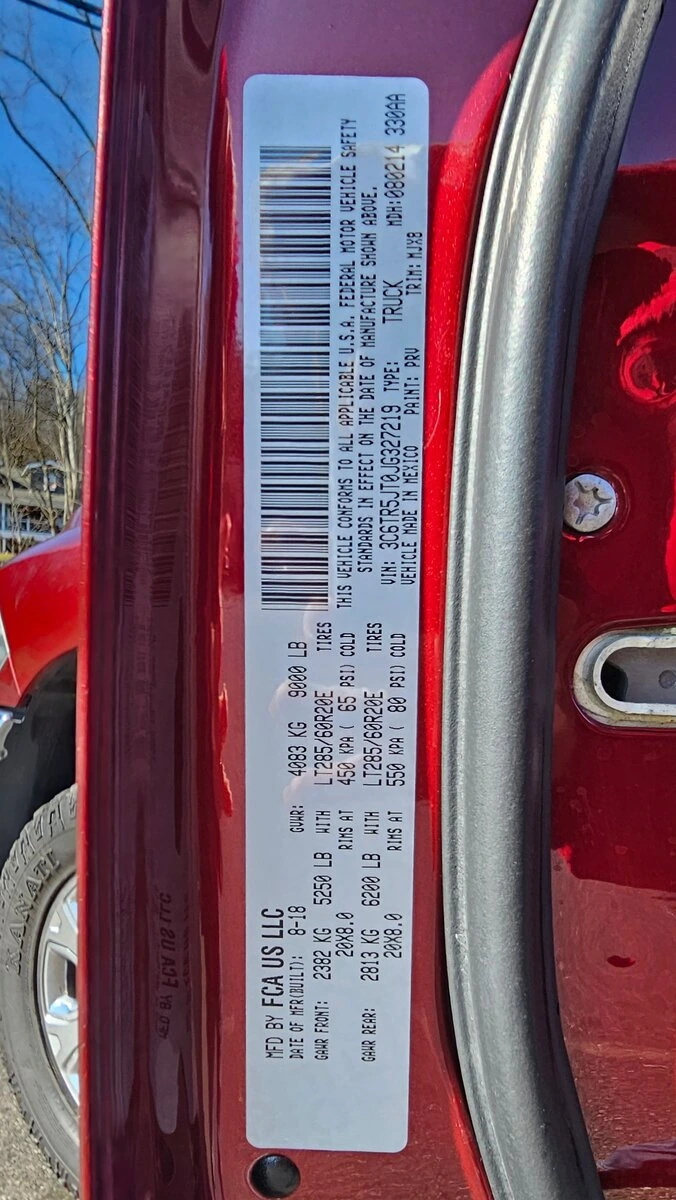 MFD BY FCA US LLC
DATE OF MFR(BUILT): 8-18 GVWR: 4083 KG 9000 LB
GAWR FRONT: 2382 KG 5250 LB WITH LT285/60R20E TIRES
20X8.0 RIMS AT 450 KPA ( 65 PSI) COLD
GAWR REAR: 2813 KG 6200 LB WITH LT285/60R20E TIRES
20X8.0 RIMS AT 550 KPA ( 80 PSI) COLD
THIS VEHICLE CONFORMS TO ALL APPLICABLE U.S.A. FEDERAL MOTOR VEHICLE SAFETY
STANDARDS IN EFFECT ON THE DATE OF MANUFACTURE SHOWN ABOVE.
VIN: 3C6TR5JT0JG327219 TYPE: TRUCK MDH:080214 330AA
VEHICLE MADE IN MEXICO PAINT: PRV TRIM: MJX8
KANATI